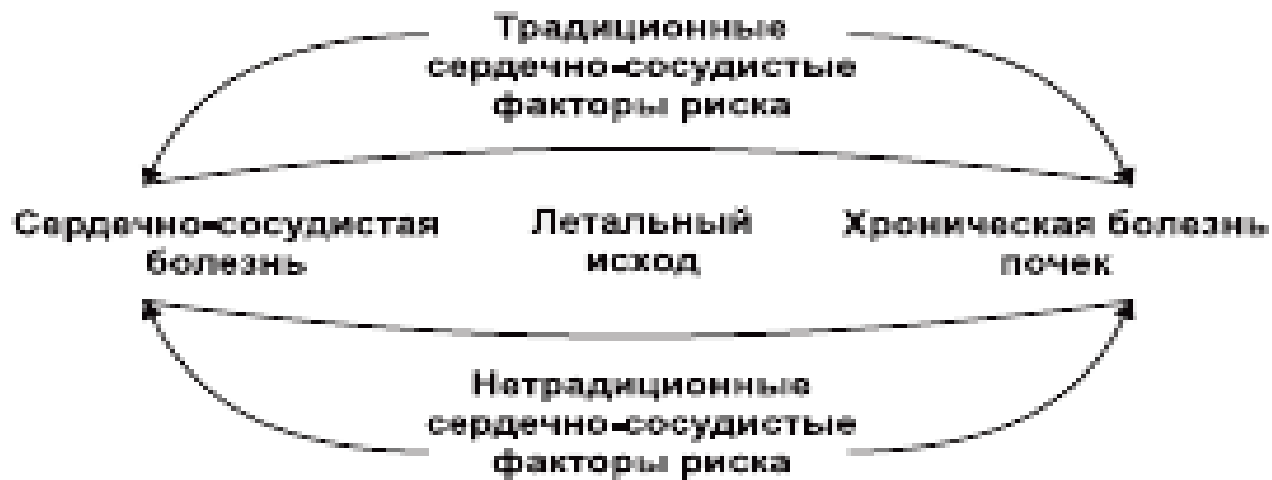 Традиционные
сердечно-сосудистые
факторы риска
Сердечно-сосудистая
болезнь
Летальный
исход
Хроническая болезнь
почек
Нетрадиционные
сердечно-сосудистые
факторы риска